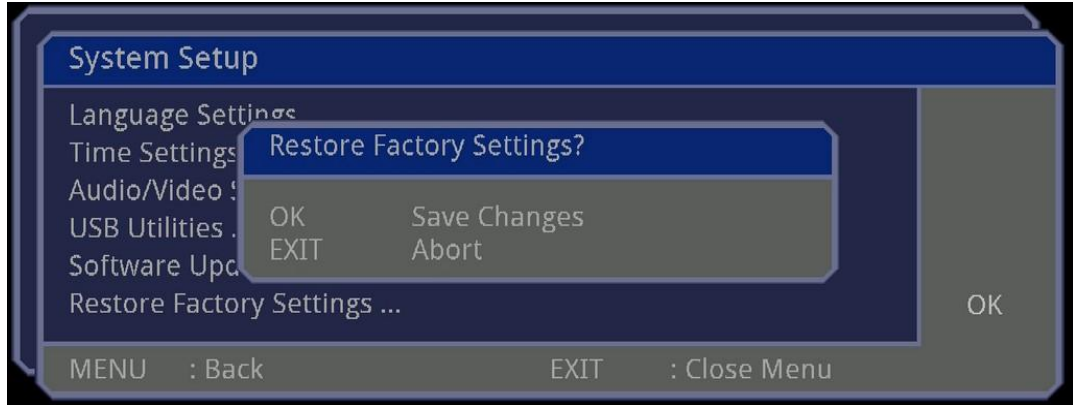 System Setup
Language Settings
Time Settings
Restore Factory Settings?
Audio/Video
OK Save Changes
USB Utilities .
EXIT Abort
Software
Restore Factory Settings ...
OK
MENU : Back
EXIT : Close Menu